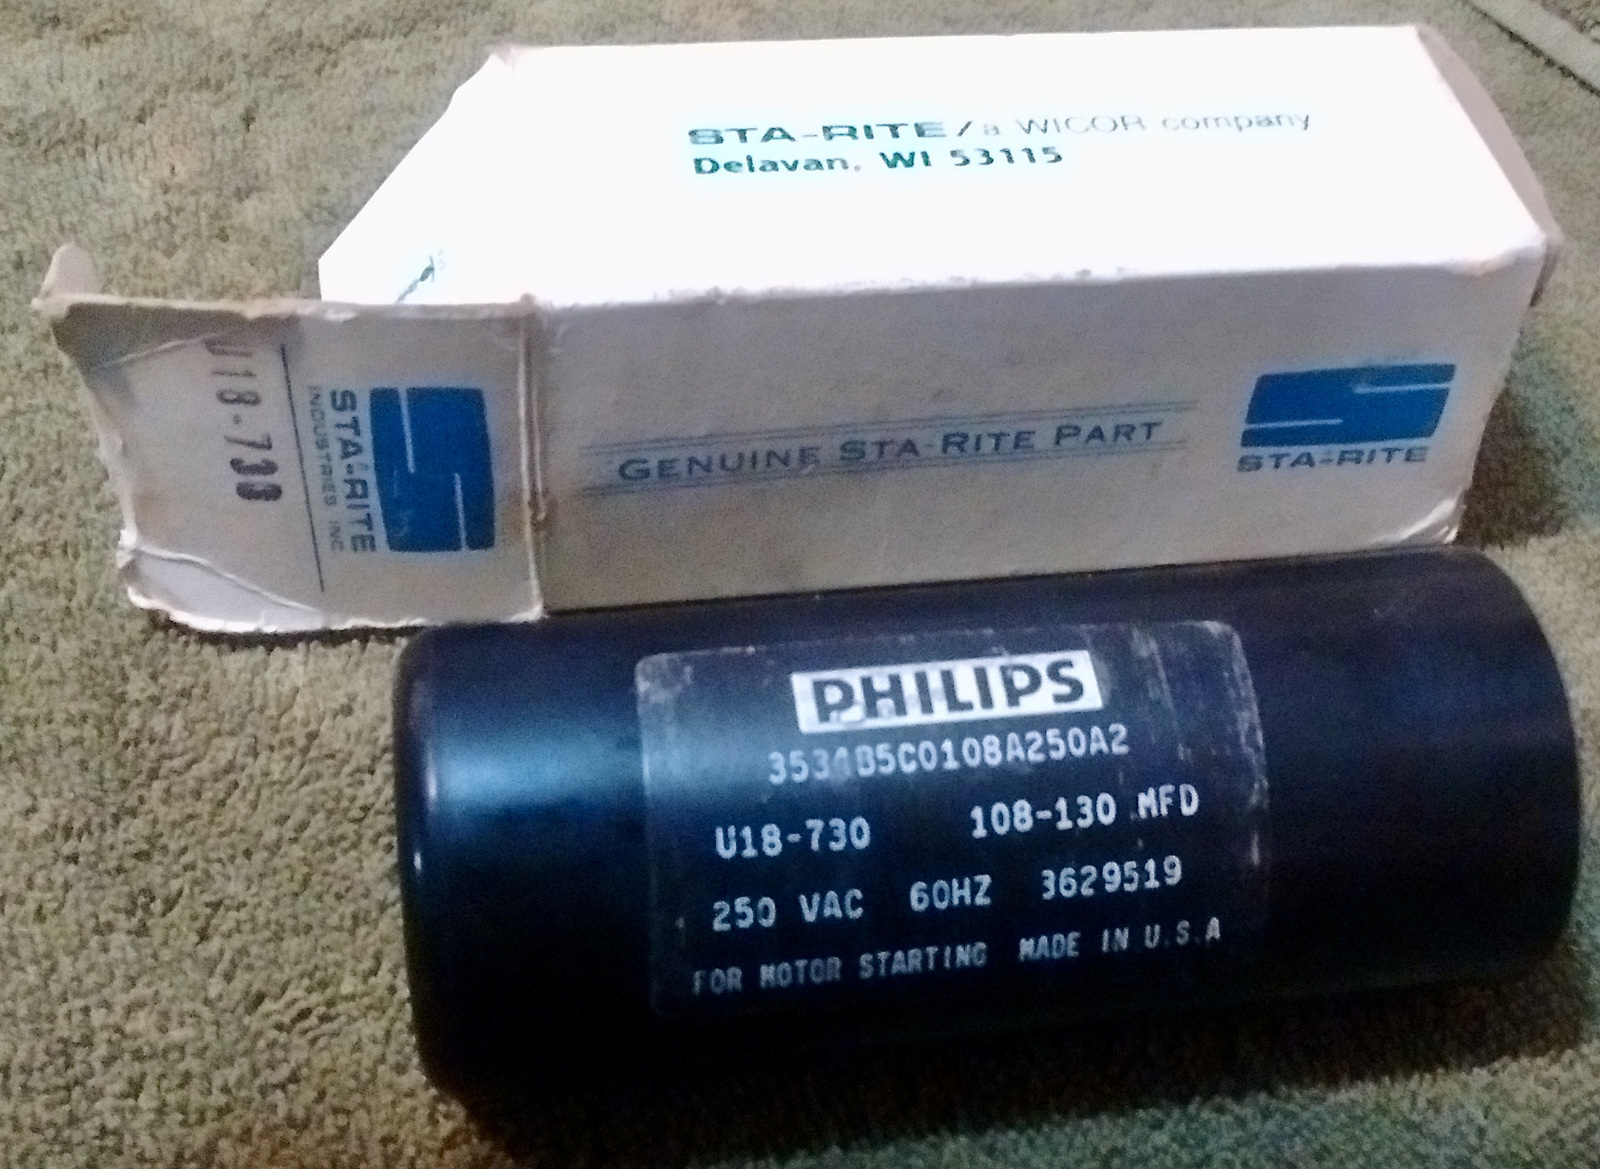 STA-RITE / a WICOR company
Delavan, WI 53115
U18-730
STA-RITE
INDUSTRIES INC
GENUINE STA-RITE PART
STA-RITE
PHILIPS
3534B5C0108A250A2
U18-730 108-130 MFD
250 VAC 60HZ 3629519
FOR MOTOR STARTING MADE IN U.S.A